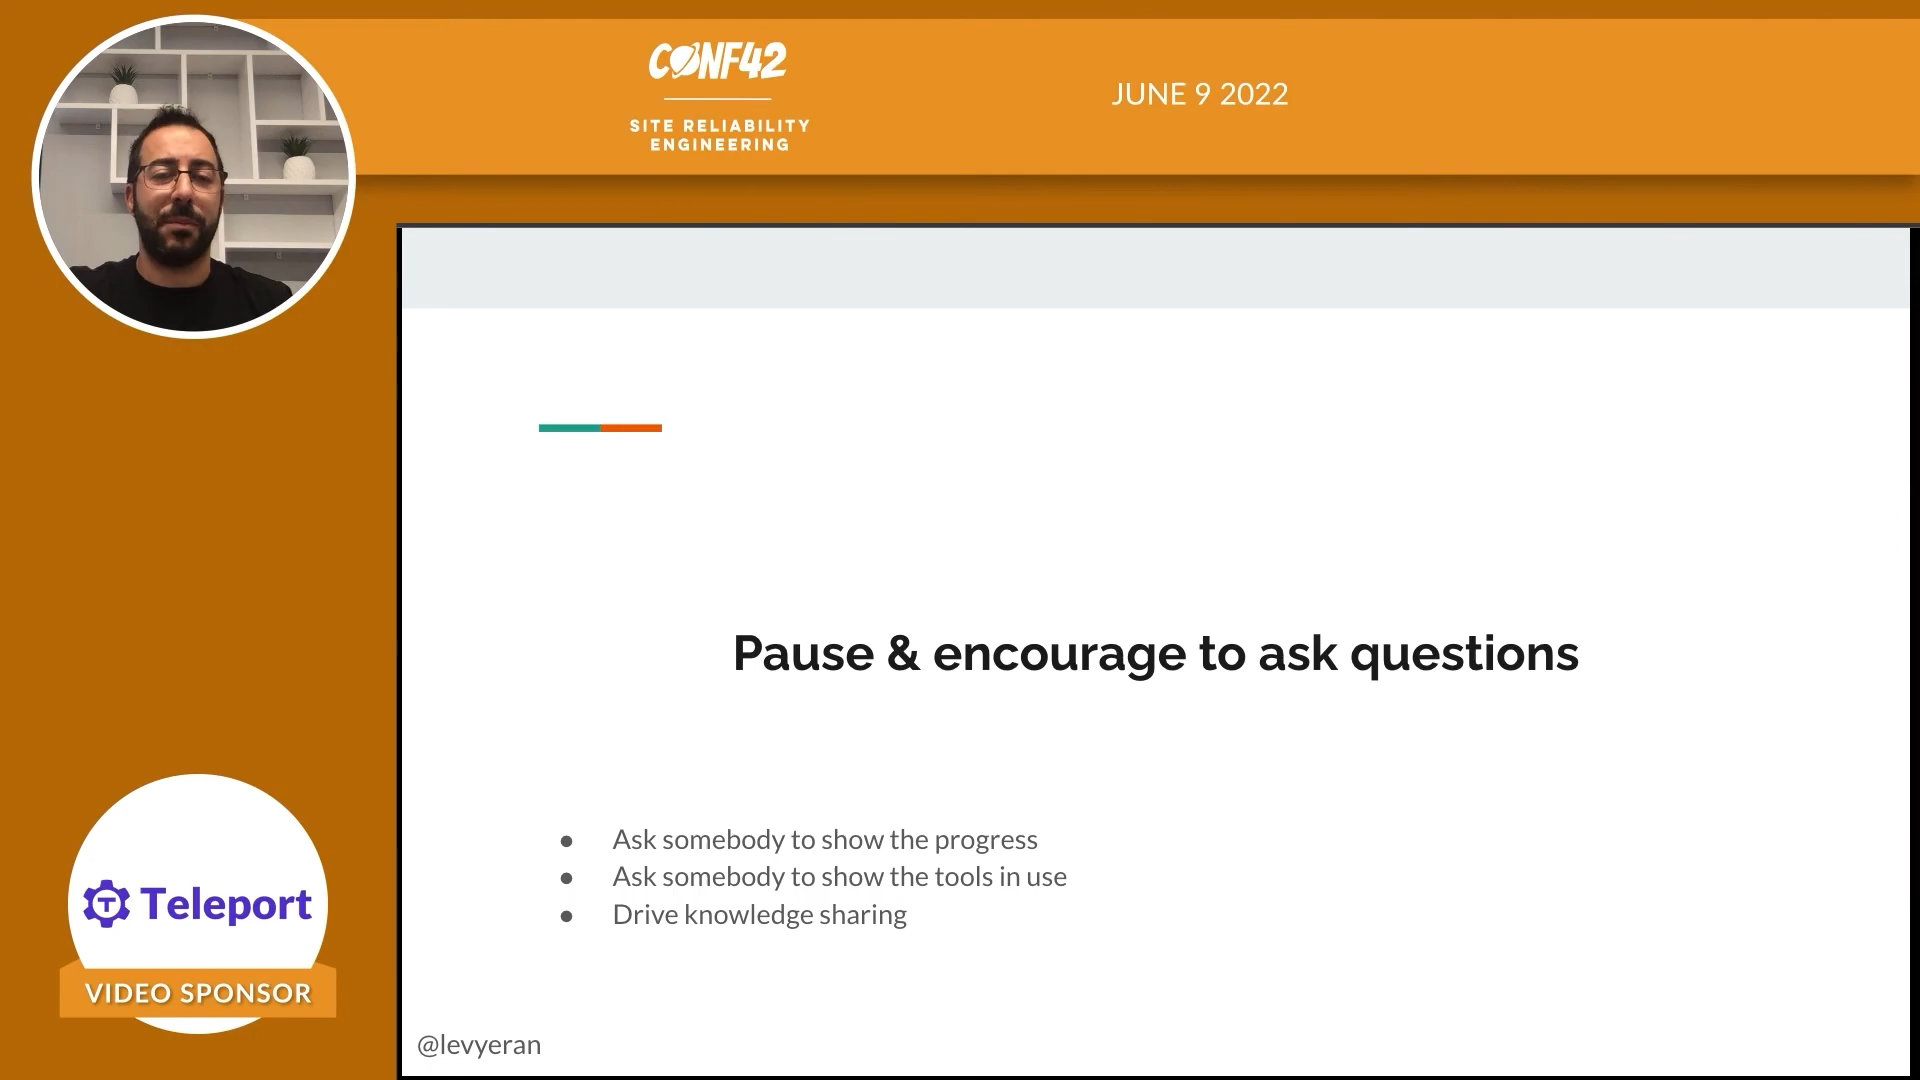 CONF42
SITE RELIABILITY
ENGINEERING
JUNE 9 2022
Pause & encourage to ask questions
● Ask somebody to show the progress
● Ask somebody to show the tools in use
● Drive knowledge sharing
Teleport
VIDEO SPONSOR
@levyeran